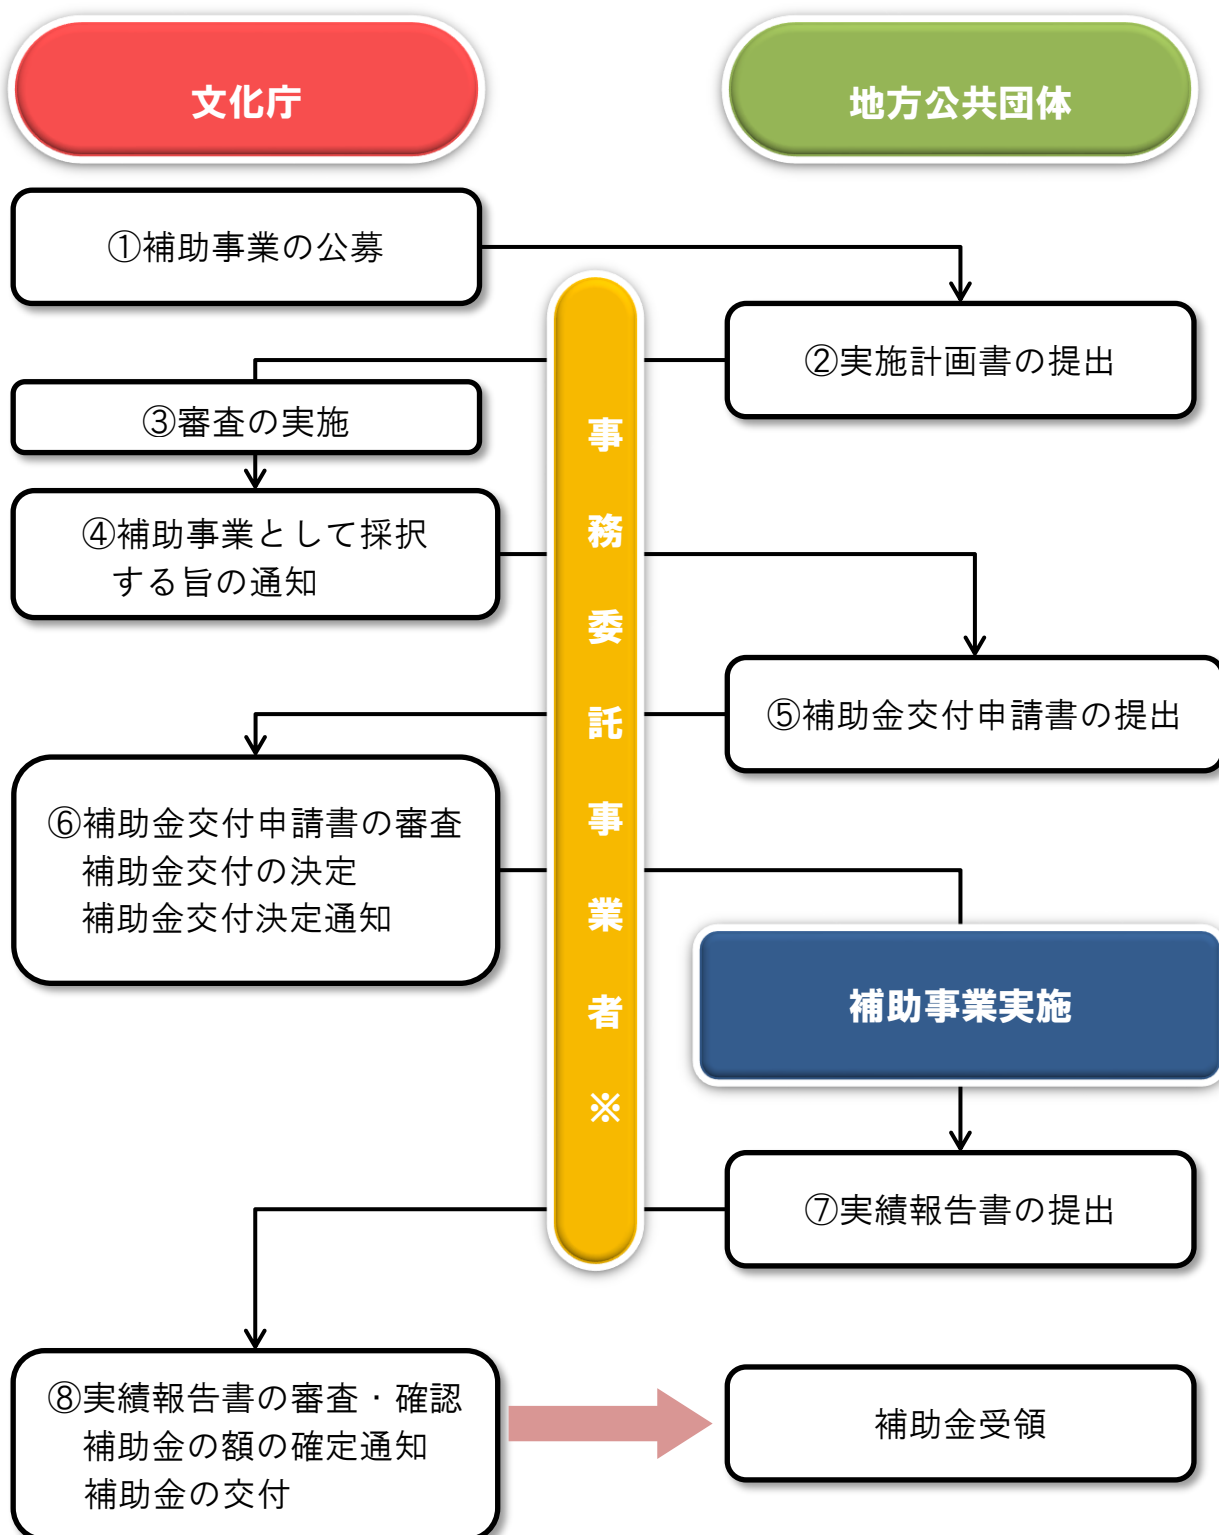 文化庁
地方公共団体
①補助事業の公募
②実施計画書の提出
③審査の実施
④補助事業として採択
する旨の通知
事務委託事業者※
⑤補助金交付申請書の提出
⑥補助金交付申請書の審査
補助金交付の決定
補助金交付決定通知
補助事業実施
⑦実績報告書の提出
⑧実績報告書の審査・確認
補助金の額の確定通知
補助金の交付
補助金受領